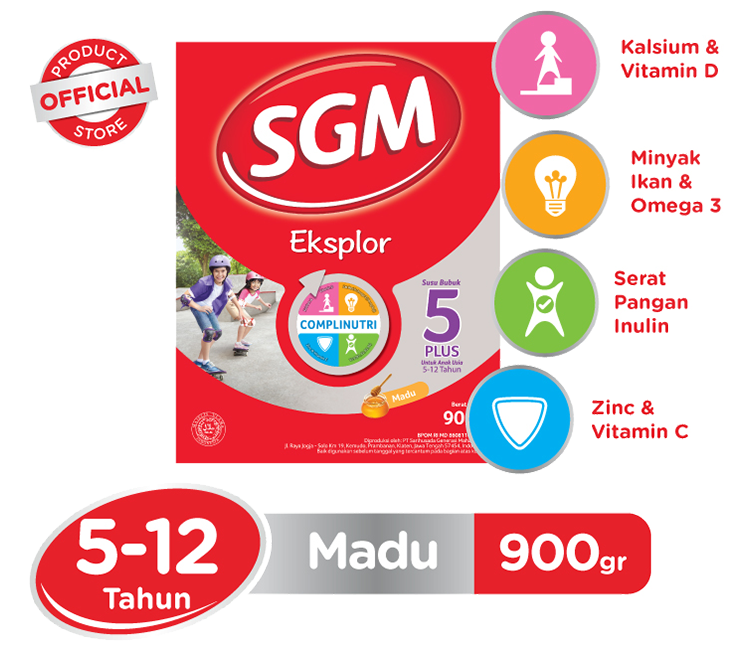 PRODUCT
OFFICIAL
STORE
SGM
Eksplor
COMPLINUTRI
Susu Bubuk
5
PLUS
Untuk Anak Usia
5-12 Tahun
Madu
Kalsium &
Vitamin D
Minyak
Ikan &
Omega 3
Serat
Pangan
Inulin
Zinc &
Vitamin C
5-12
Tahun
Madu
900gr